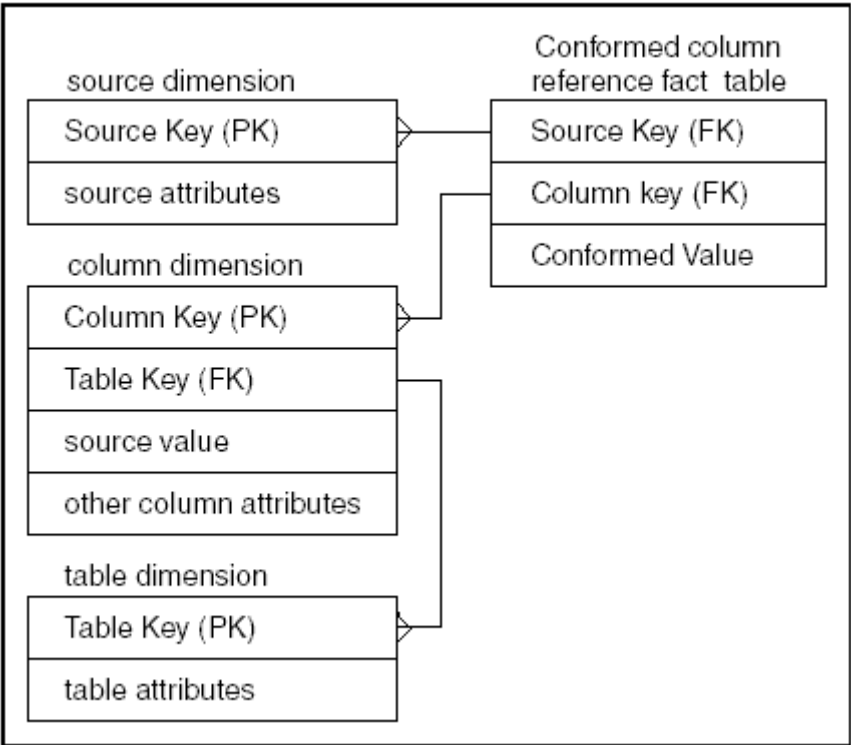 source dimension
Source Key (PK)
source attributes
column dimension
Column Key (PK)
Table Key (FK)
source value
other column attributes
table dimension
Table Key (PK)
table attributes
Conformed column
reference fact table
Source Key (FK)
Column key (FK)
Conformed Value